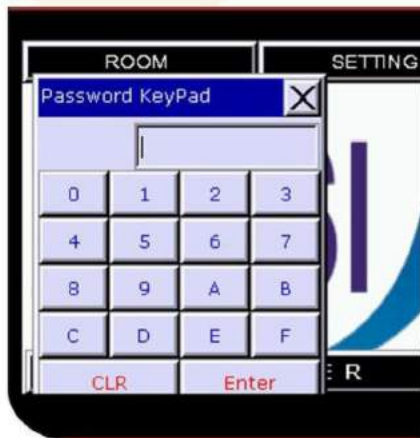 ROOM SETTING
Password KeyPad X
0 1 2 3
4 5 6 7
8 9 A B
C D E F
CLR Enter
E R